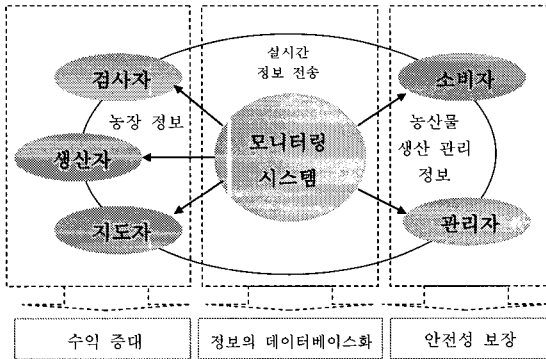 실시간
정보 전송
검사자
소비자
농장 정보
모니터링
시스템
농산물
생산 관리
정보
생산자
지도자
관리자
수익 증대
정보의 데이터베이스화
안전성 보장